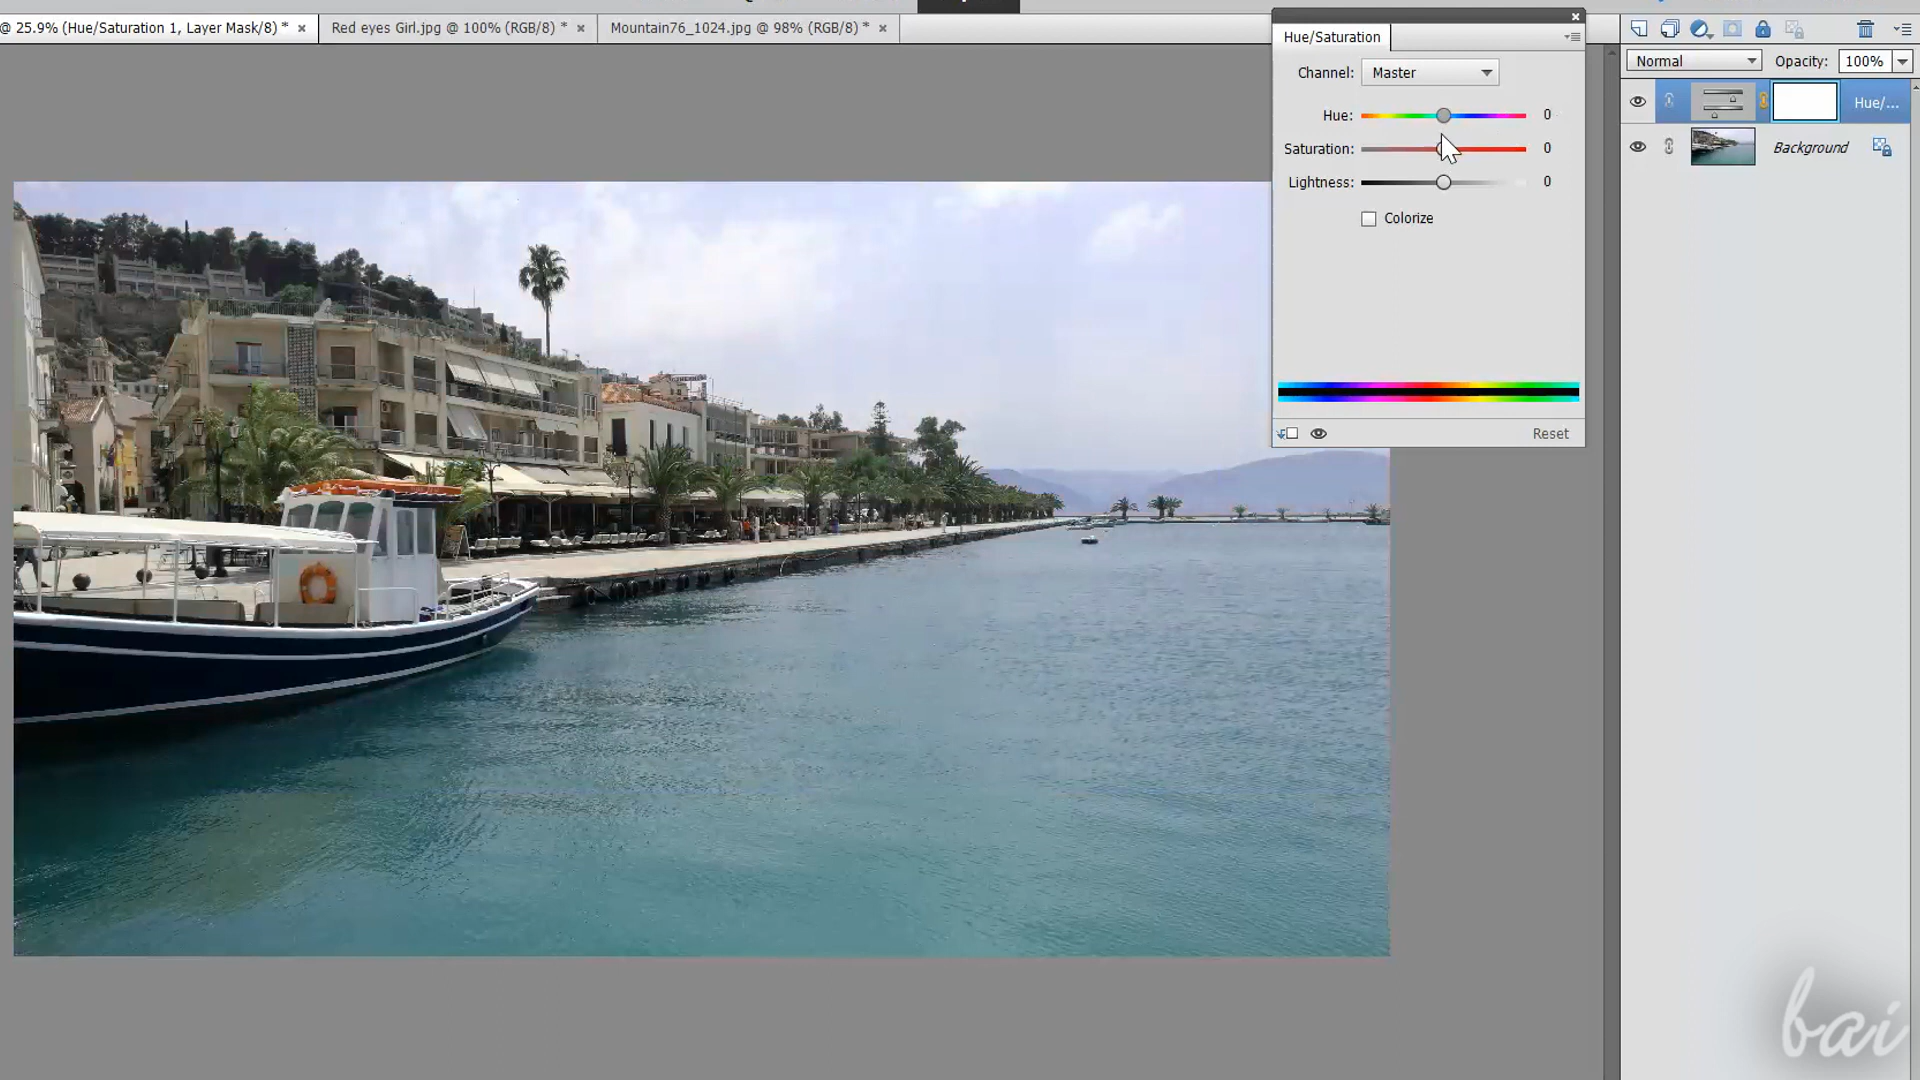 @ 25.9% (Hue/Saturation 1, Layer Mask/8) *
Red eyes Girl.jpg @ 100% (RGB/8) *
Mountain76_1024.jpg @ 98% (RGB/8) *
Hue/Saturation
Channel: Master
Hue: 0
Saturation: 0
Lightness: 0
Colorize
Reset
Normal Opacity: 100%
Hue/...
Background
bai